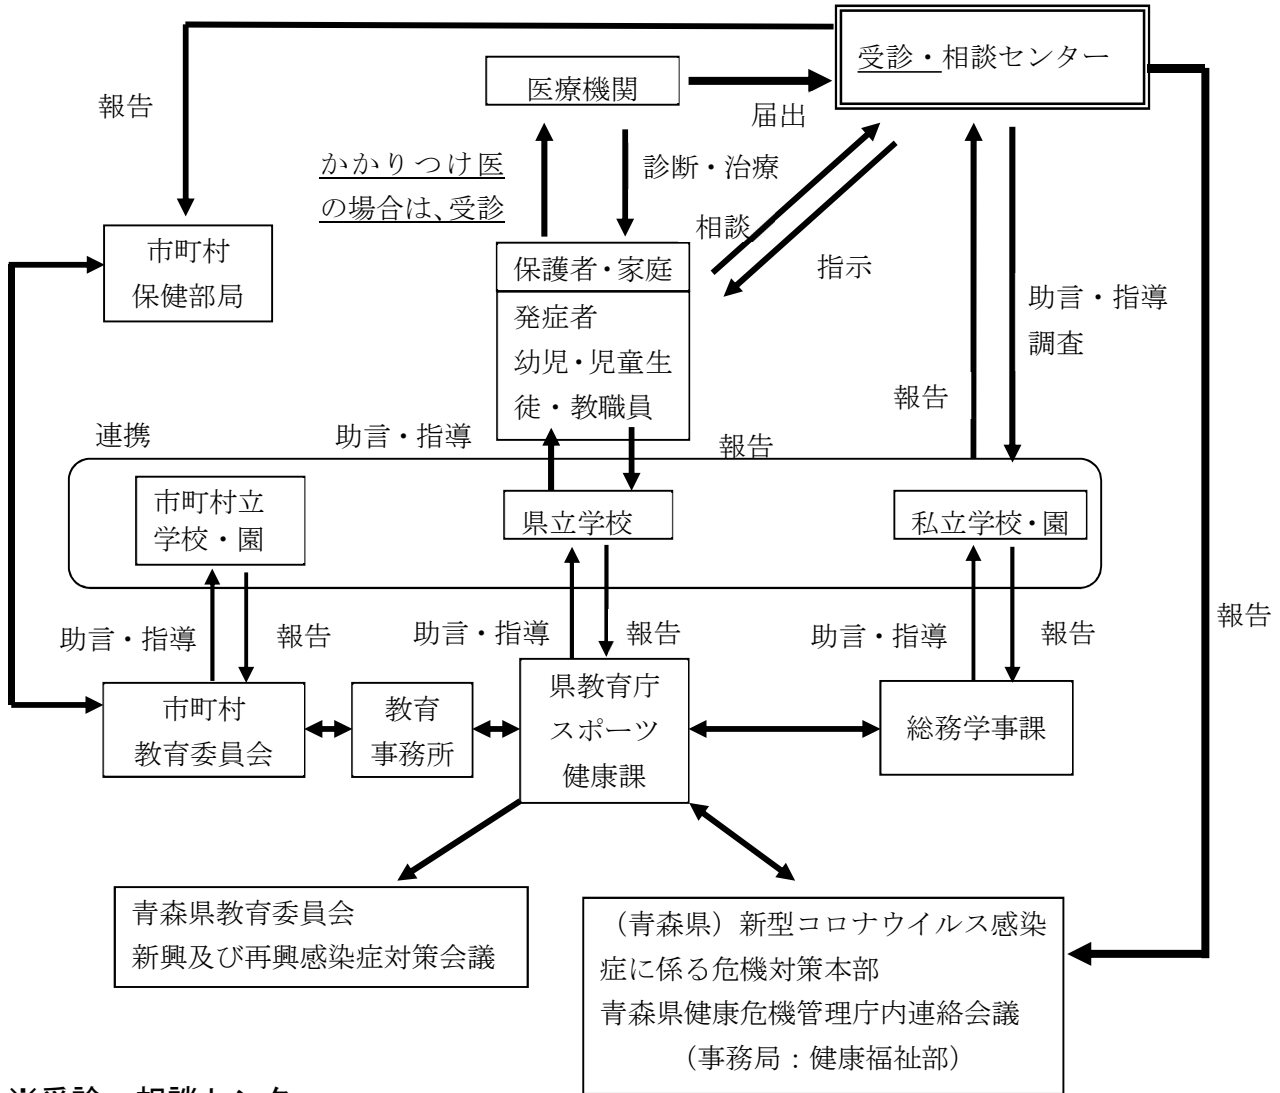 受診・相談センター
医療機関
届出
報告
かかりつけ医
の場合は、受診
診断・治療
相談
指示
市町村
保健部局
保護者・家庭
発症者
幼児・児童生
徒・教職員
助言・指導
調査
報告
連携
助言・指導
報告
市町村立
学校・園
県立学校
私立学校・園
助言・指導
報告
助言・指導
報告
助言・指導
報告
報告
市町村
教育委員会
教育
事務所
県教育庁
スポーツ
健康課
総務学事課
青森県教育委員会
新興及び再興感染症対策会議
（青森県）新型コロナウイルス感染
症に係る危機対策本部
青森県健康危機管理庁内連絡会議
（事務局：健康福祉部）